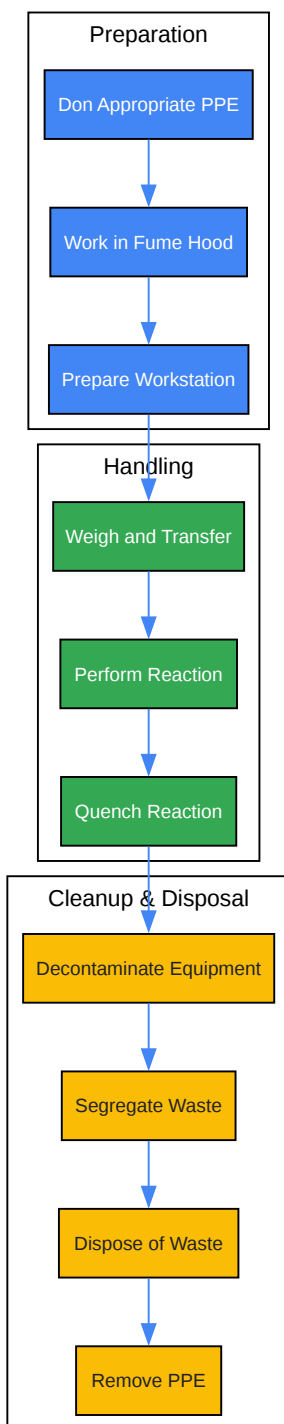 Preparation
Don Appropriate PPE
Work in Fume Hood
Prepare Workstation
Handling
Weigh and Transfer
Perform Reaction
Quench Reaction
Cleanup & Disposal
Decontaminate Equipment
Segregate Waste
Dispose of Waste
Remove PPE